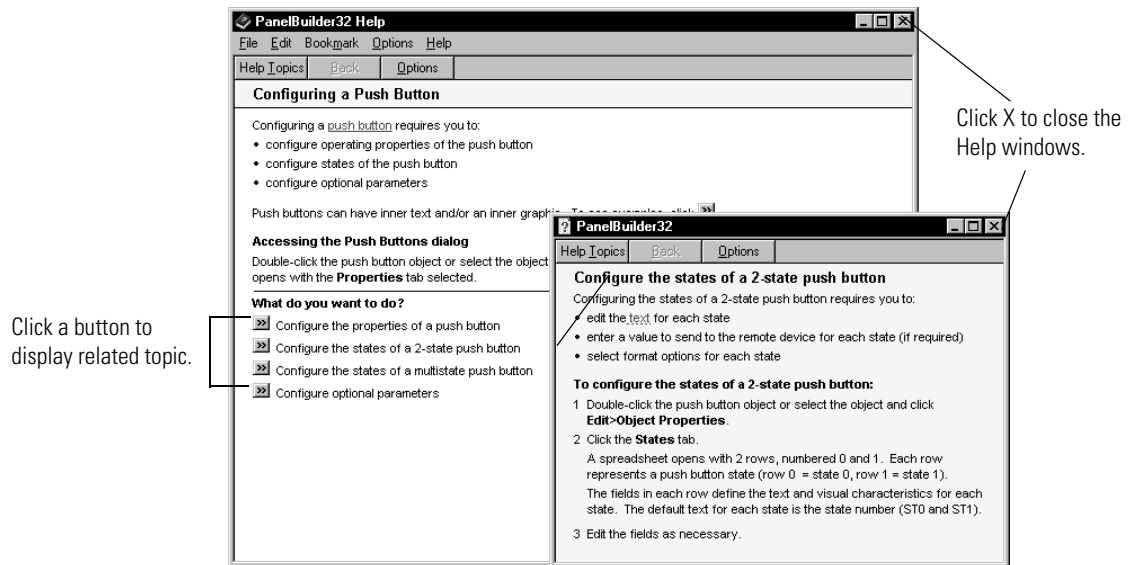 PanelBuilder32 Help
File Edit Bookmark Options Help
Help Topics Back Options
Configuring a Push Button
Configuring a push button requires you to:
• configure operating properties of the push button
• configure states of the push button
• configure optional parameters
Push buttons can have inner text and/or an inner graphic. To see examples, click »
Accessing the Push Buttons dialog
Double-click the push button object or select the object
opens with the Properties tab selected.
What do you want to do?
» Configure the properties of a push button
» Configure the states of a 2-state push button
» Configure the states of a multistate push button
» Configure optional parameters
Click a button to
display related topic.
Click X to close the
Help windows.
PanelBuilder32
Help Topics Back Options
Configure the states of a 2-state push button
Configuring the states of a 2-state push button requires you to:
• edit the text for each state
• enter a value to send to the remote device for each state (if required)
• select format options for each state
To configure the states of a 2-state push button:
1 Double-click the push button object or select the object and click
Edit>Object Properties.
2 Click the States tab.
A spreadsheet opens with 2 rows, numbered 0 and 1. Each row
represents a push button state (row 0 = state 0, row 1 = state 1).
The fields in each row define the text and visual characteristics for each
state. The default text for each state is the state number (ST0 and ST1).
3 Edit the fields as necessary.